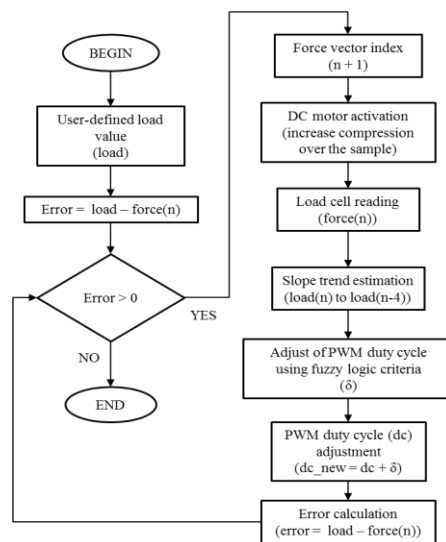 BEGIN
User-defined load
value
(load)
Error = load – force(n)
Error > 0
YES
NO
END
Force vector index
(n + 1)
DC motor activation
(increase compression
over the sample)
Load cell reading
(force(n))
Slope trend estimation
(load(n) to load(n-4))
Adjust of PWM duty cycle
using fuzzy logic criteria
(δ)
PWM duty cycle (dc)
adjustment
(dc_new = dc + δ)
Error calculation
(error = load – force(n))